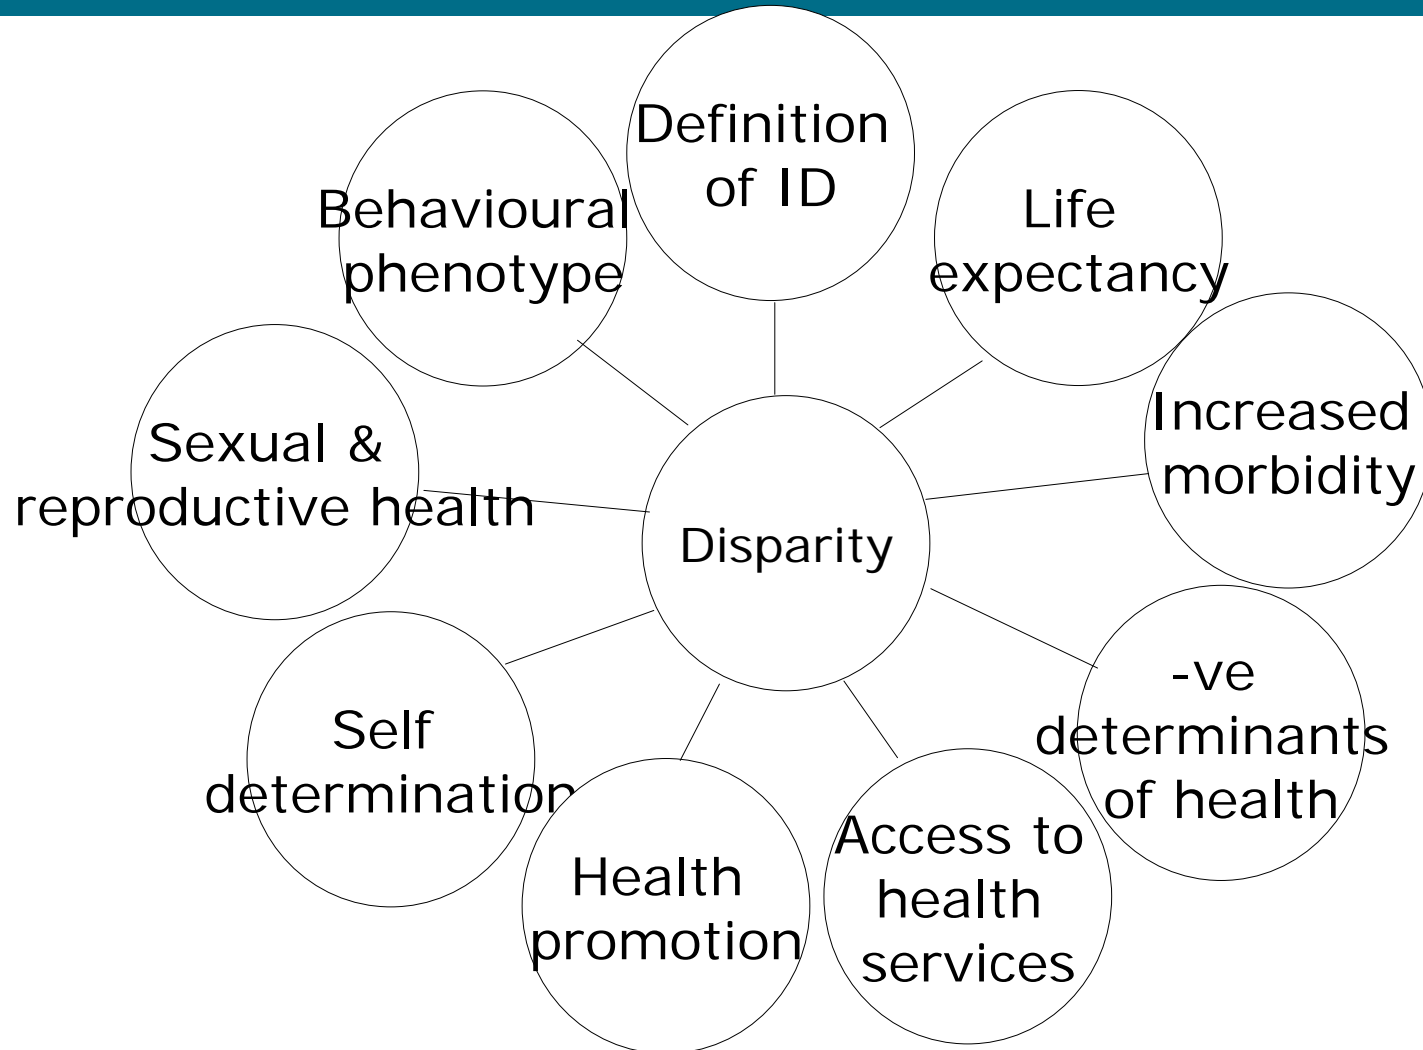 Definition
of ID
Life
expectancy
Increased
morbidity
-ve
determinants
of health
Access to
health
services
Health
promotion
Self
determination
Sexual &
reproductive health
Behavioural
phenotype
Disparity